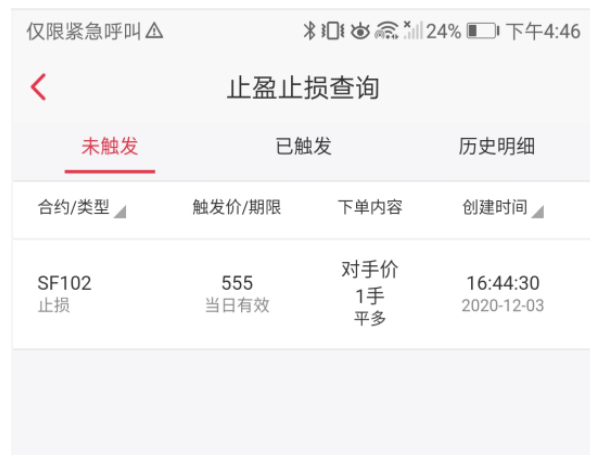 仅限紧急呼叫 24% 下午4:46
止盈止损查询
未触发 已触发 历史明细
合约/类型 触发价/期限 下单内容 创建时间
SF102 555 对手价 16:44:30
止损 当日有效 1手 2020-12-03
平多